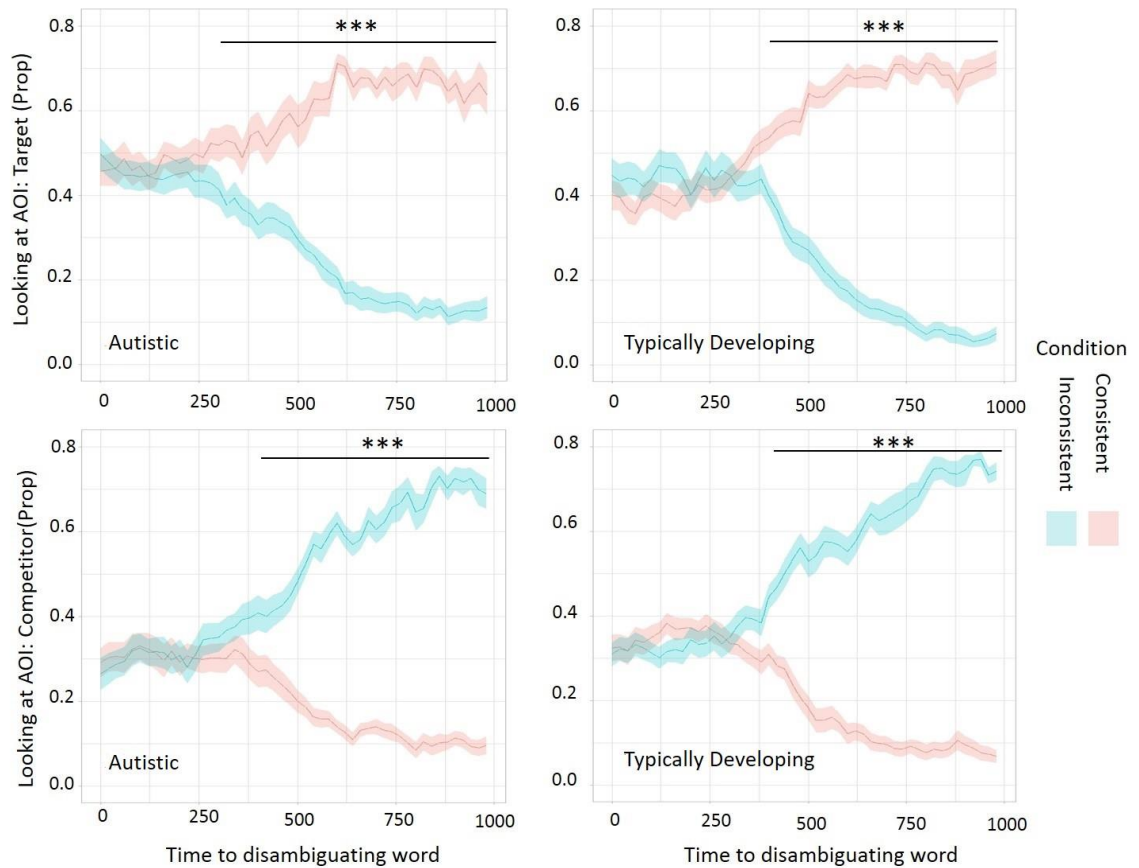 Looking at AOI: Target (Prop)
0.8
0.6
0.4
0.2
0.0
***
Autistic
0 250 500 750 1000
0.8
0.6
0.4
0.2
0.0
***
Typically Developing
0 250 500 750 1000
Looking at AOI: Competitor(Prop)
0.8
0.6
0.4
0.2
0.0
***
Autistic
0 250 500 750 1000
Time to disambiguating word
0.8
0.6
0.4
0.2
0.0
***
Typically Developing
0 250 500 750 1000
Time to disambiguating word
Condition
Consistent
Inconsistent